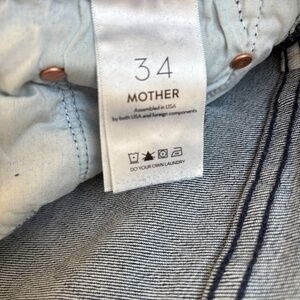 34
MOTHER
Assembled in USA
by both USA and foreign components
DO YOUR OWN LAUNDRY